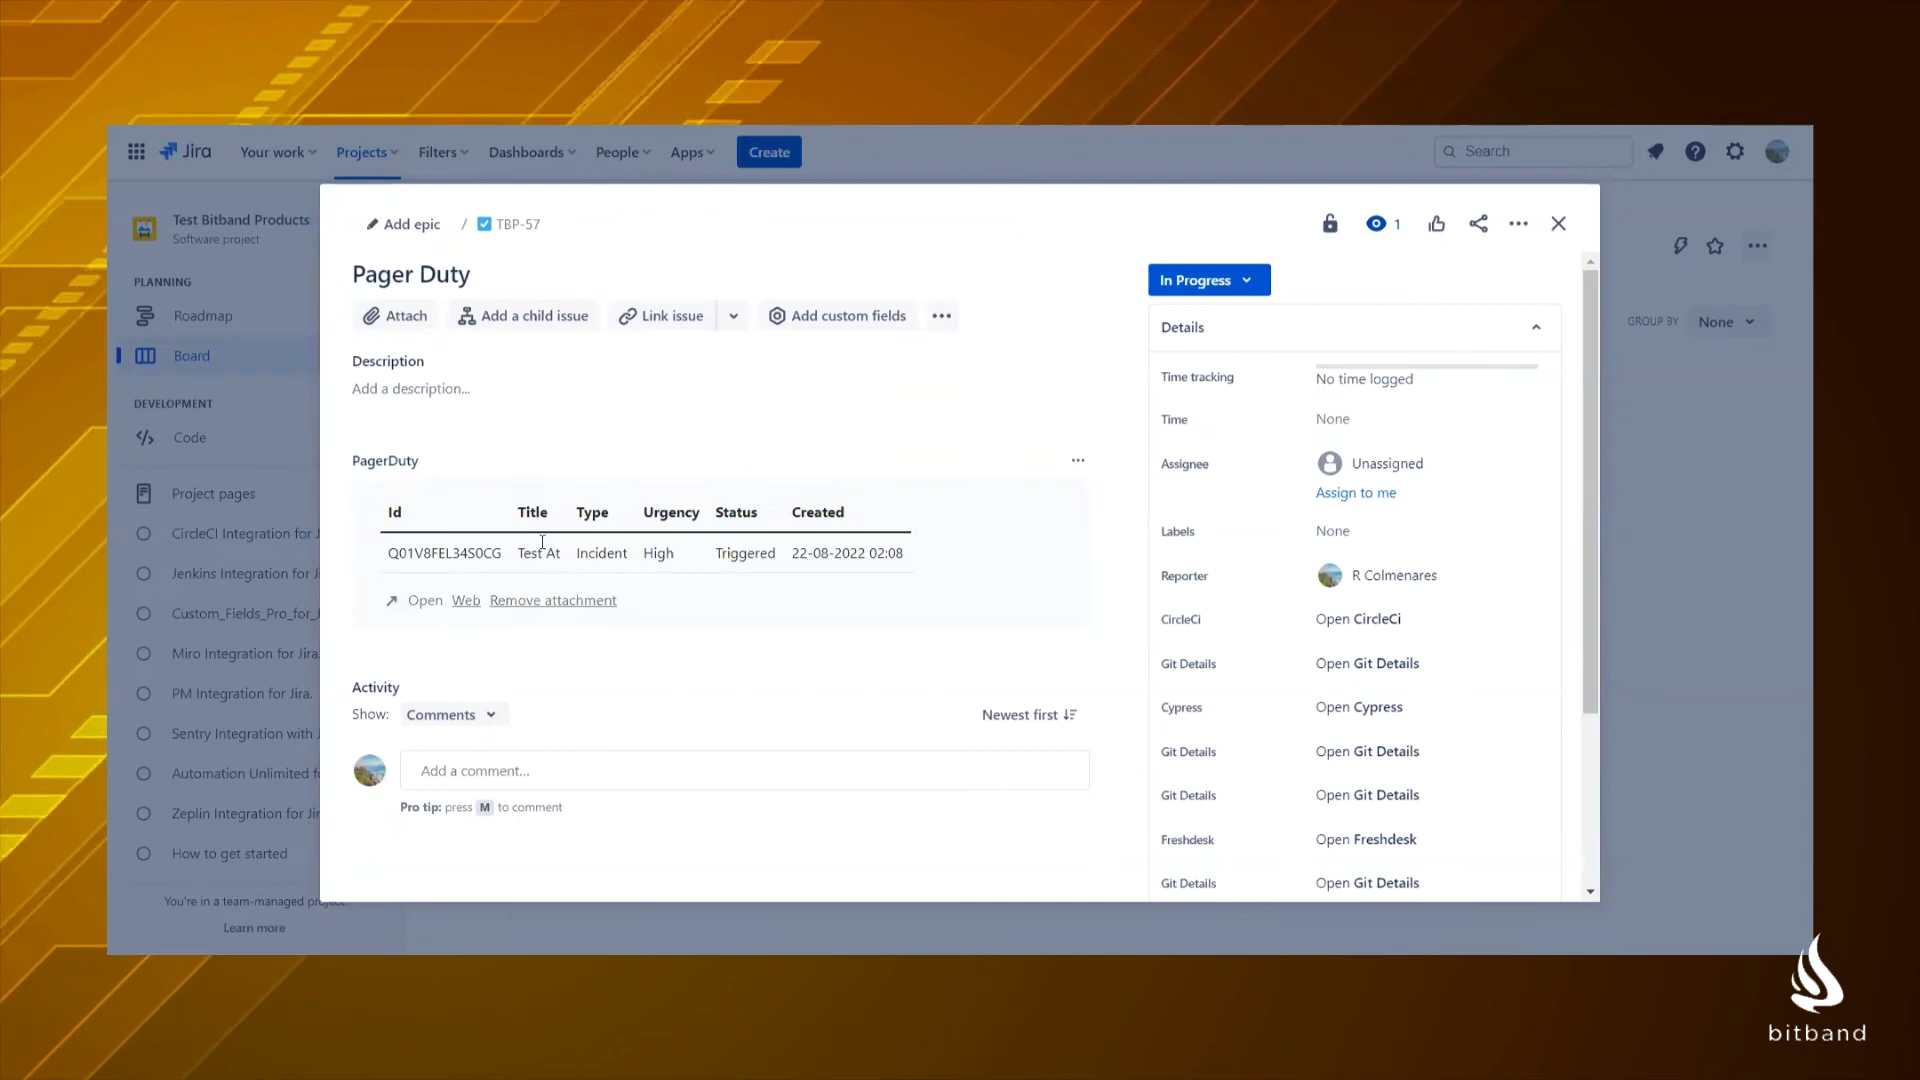 Jira
Your work
Projects
Filters
Dashboards
People
Apps
Create
Search
Test Bitband Products
Software project
PLANNING
Roadmap
Board
DEVELOPMENT
Code
Project pages
CircleCI Integration for J
Jenkins Integration for Ji
Custom_Fields_Pro_for_J
Miro Integration for Jira.
PM Integration for Jira.
Sentry Integration with J
Automation Unlimited fo
Zeplin Integration for Jir
How to get started
You're in a team-managed project.
Learn more
Add epic / TBP-57
1
Pager Duty
Attach
Add a child issue
Link issue
Add custom fields
Description
Add a description...
PagerDuty
Id Title Type Urgency Status Created
Q01V8FEL34S0CG Test At Incident High Triggered 22-08-2022 02:08
Open Web Remove attachment
Activity
Show: Comments
Newest first
Add a comment...
Pro tip: press M to comment
In Progress
Details
Time tracking
No time logged
Time None
Assignee Unassigned
Assign to me
Labels None
Reporter R Colmenares
CircleCi Open CircleCi
Git Details Open Git Details
Cypress Open Cypress
Git Details Open Git Details
Git Details Open Git Details
Freshdesk Open Freshdesk
Git Details Open Git Details
GROUP BY None
bitband